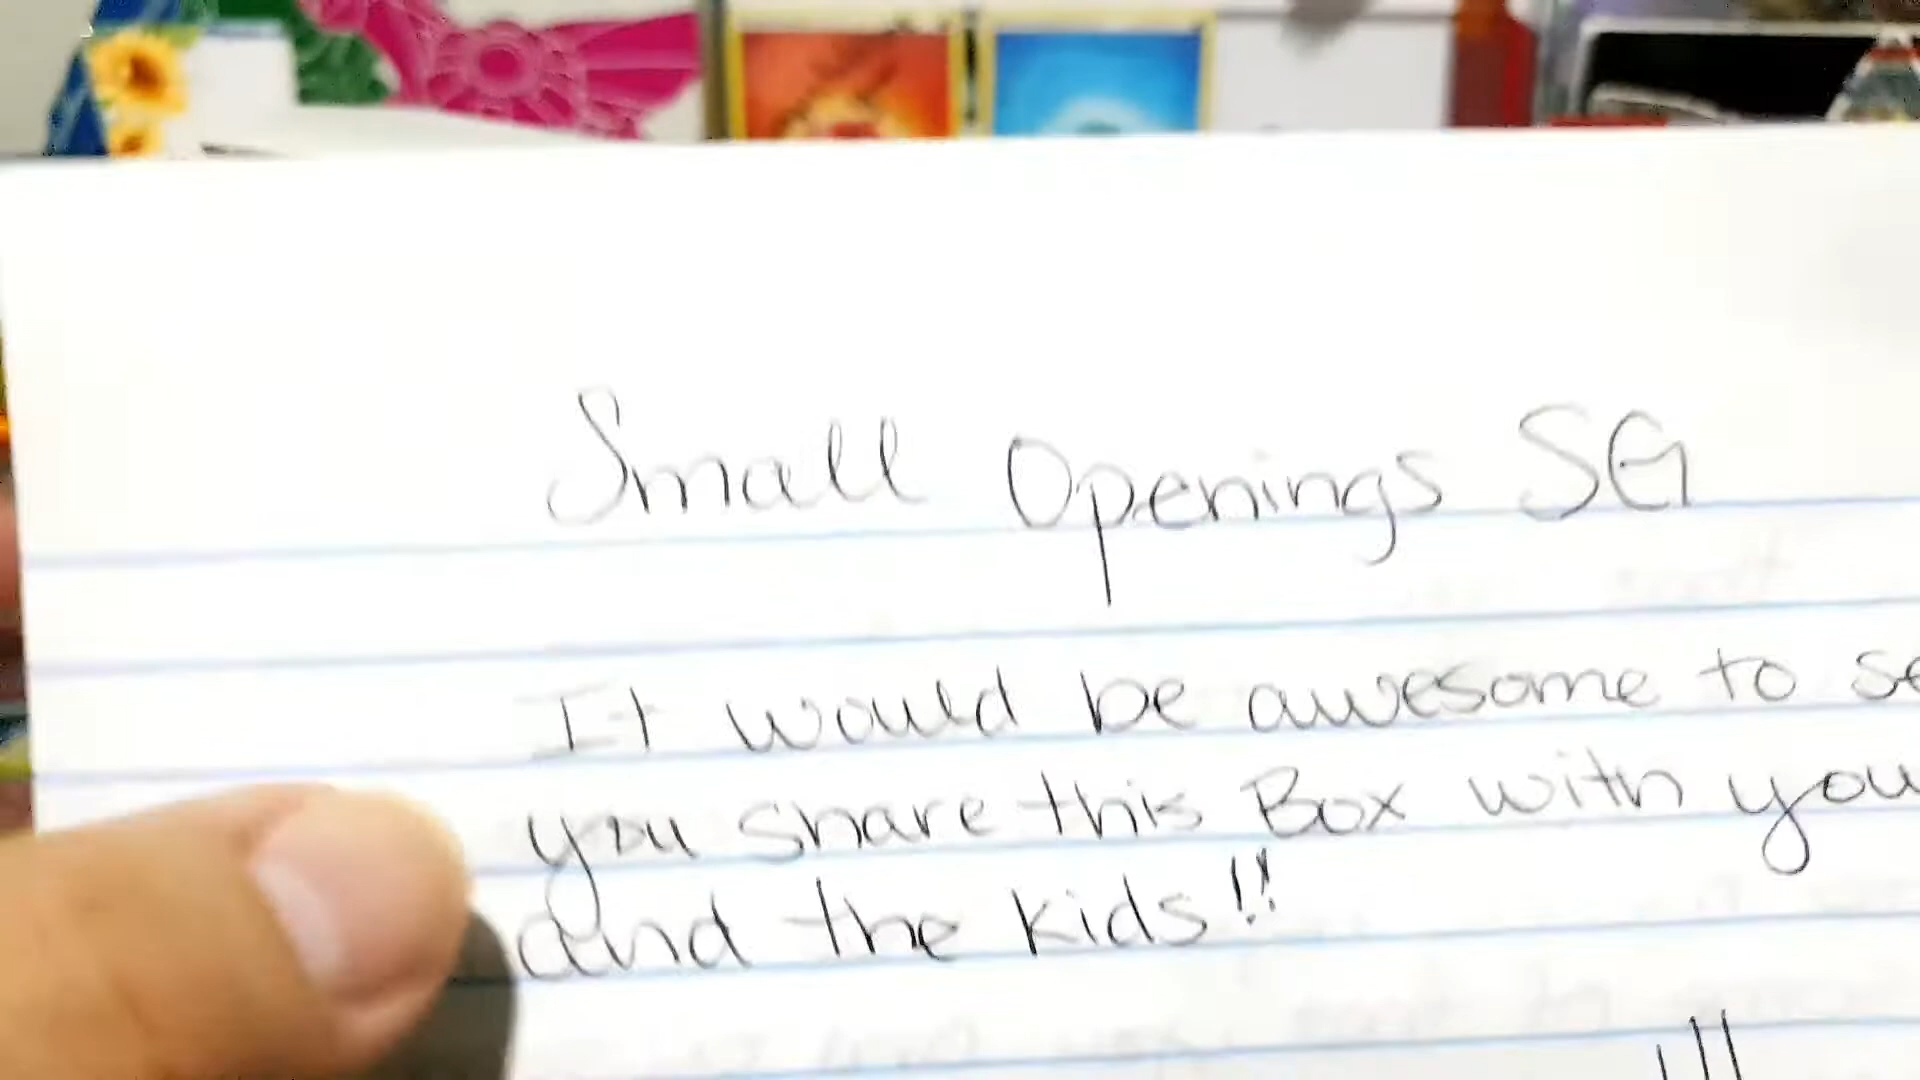 Small Openings SG
It would be awesome to se
you share this Box with you
and the kids!!